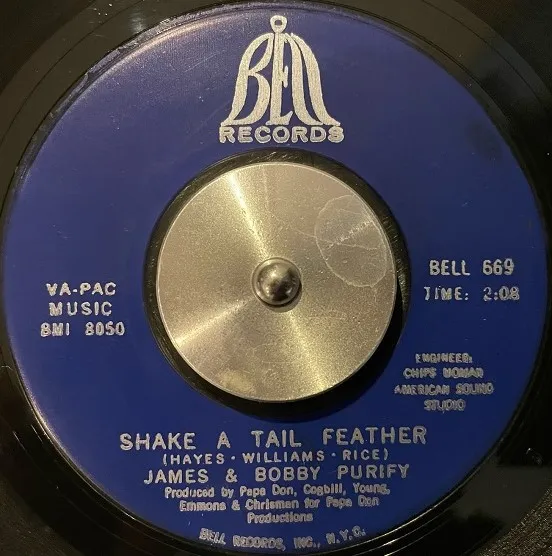 BELL
RECORDS
VA-PAC
MUSIC
BMI 8050
BELL 669
TIME: 2:08
ENGINEER:
CHIPS MOMAN
AMERICAN SOUND
STUDIO
SHAKE A TAIL FEATHER
(HAYES · WILLIAMS · RICE)
JAMES & BOBBY PURIFY
Produced by Papa Don, Cogbill, Young,
Emmons & Chrisman for Papa Don
Productions
BELL RECORDS, INC., N.Y.C.